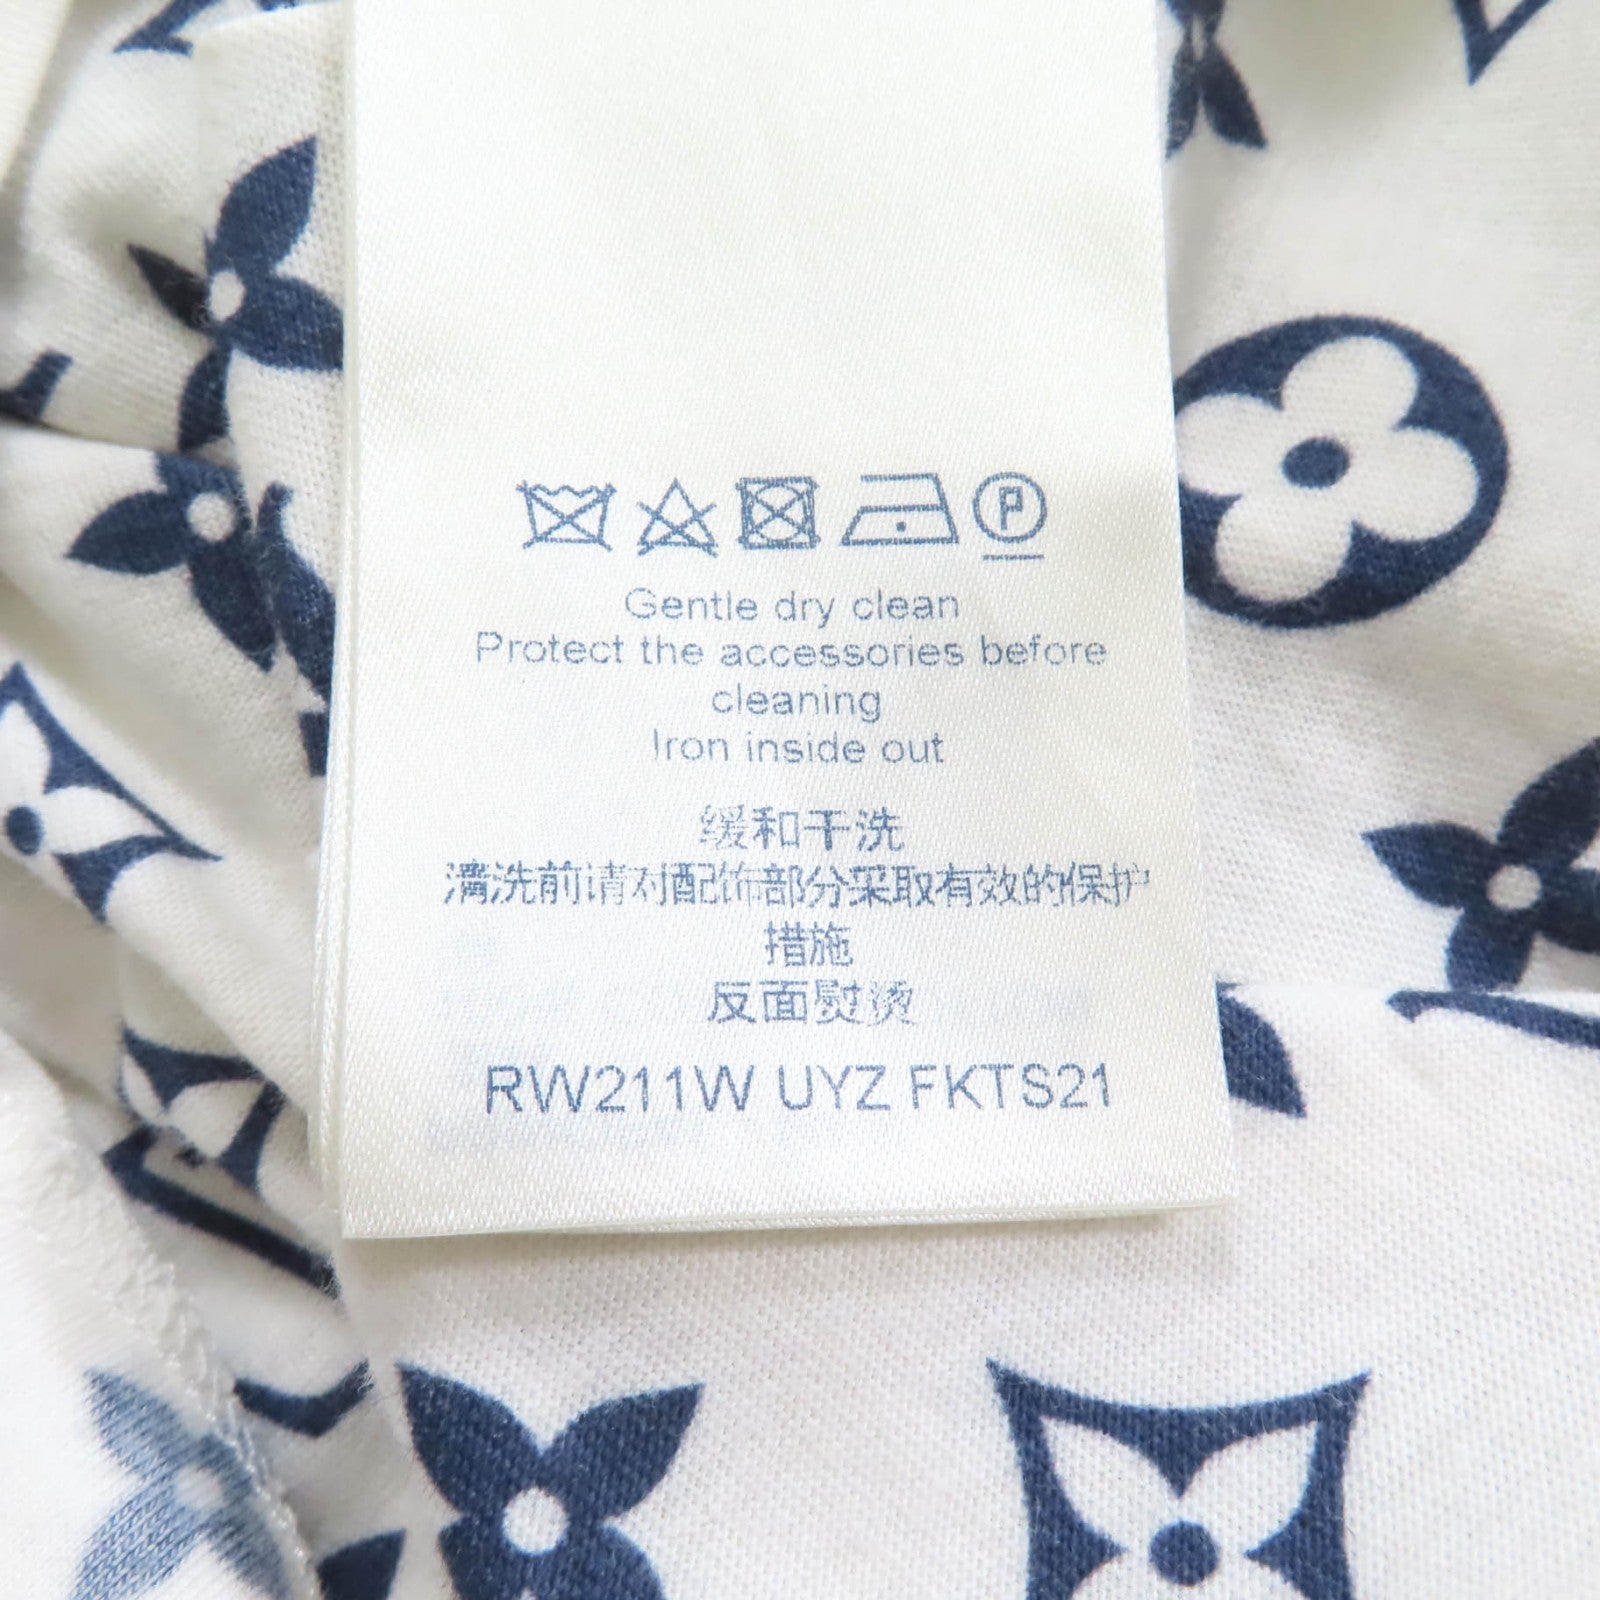 P
Gentle dry clean
Protect the accessories before
cleaning
Iron inside out
缓和干洗
清洗前请对配饰部分采取有效的保护
措施
反面熨烫
RW211W UYZ FKTS21